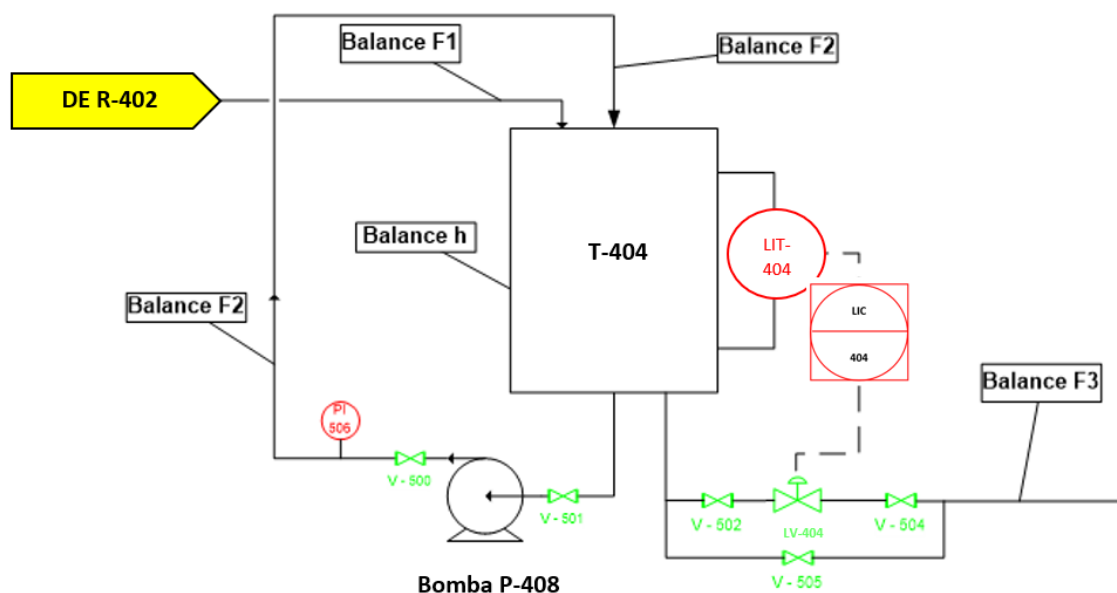 Balance F1
Balance F2
DE R-402
T-404
LIT-
404
Balance h
Balance F2
LIC
404
Balance F3
PI
506
V - 500
V - 501
V - 502
LV-404
V - 504
V - 505
Bomba P-408